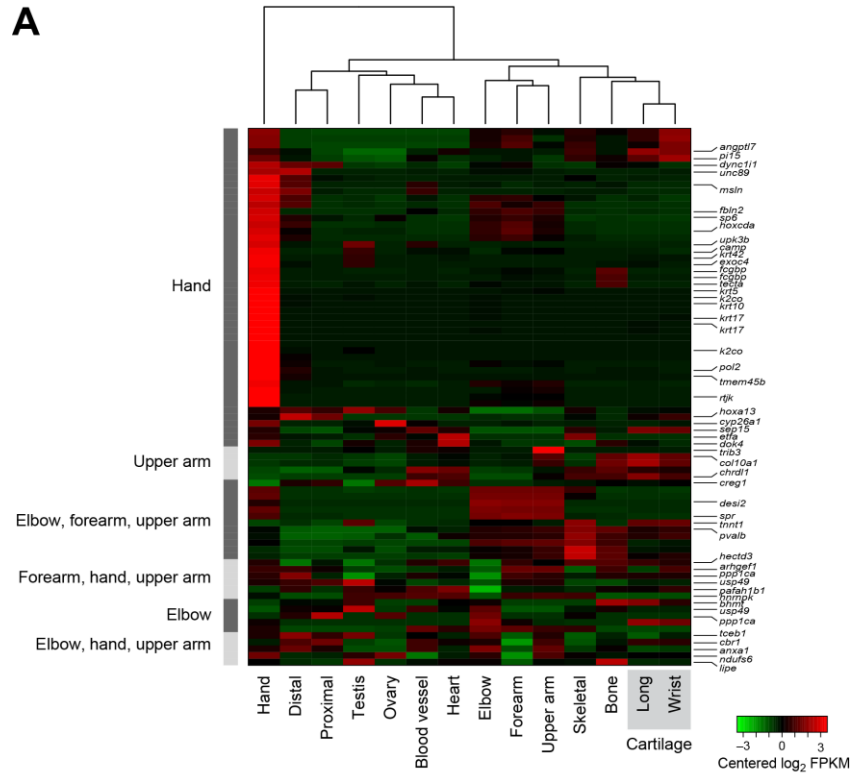 A
angptl7
pi15
dync1i1
unc89
msln
fbln2
sp6
hoxcda
upk3b
camp
krt42
exoc4
fcgbp
fcgbp
tecta
krt5
k2co
krt10
krt17
krt17
k2co
pol2
tmem45b
rtjk
hoxa13
cyp26a1
sep15
etfa
dok4
trib3
col10a1
chrdl1
creg1
desi2
spr
tnnt1
pvalb
hectd3
arhgef1
ppp1ca
usp49
pafah1b1
hnrnpk
bhmt
usp49
ppp1ca
tceb1
cbr1
anxa1
ndufs6
lipe
Hand
Upper arm
Elbow, forearm, upper arm
Forearm, hand, upper arm
Elbow
Elbow, hand, upper arm
Hand
Distal
Proximal
Testis
Ovary
Blood vessel
Heart
Elbow
Forearm
Upper arm
Skeletal
Bone
Long
Wrist
Cartilage
−3 0 3
Centered log₂ FPKM